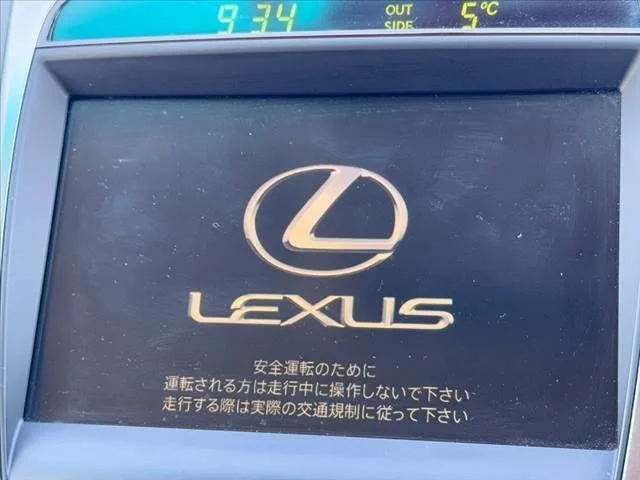 9:34 OUT SIDE 5°C
LEXUS
安全運転のために
運転される方は走行中に操作しないで下さい
走行する際は実際の交通規制に従って下さい